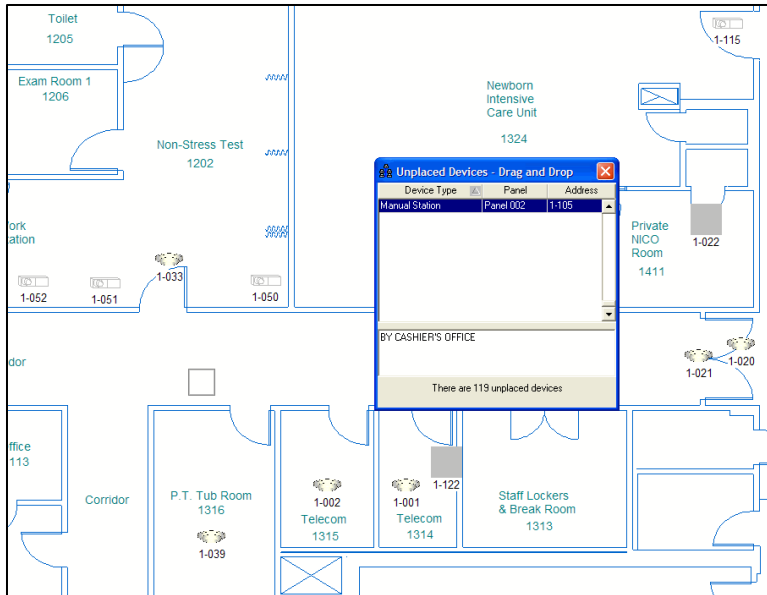 Toilet
1205
1-115
Exam Room 1
1206
Newborn
Intensive
Care Unit
1324
Non-Stress Test
1202
Unplaced Devices - Drag and Drop
Device Type Panel Address
Manual Station Panel 002 1-105
BY CASHIER'S OFFICE
There are 119 unplaced devices
ork
ation
Private
NICO
Room
1411
1-022
1-033
1-052
1-051
1-050
1-020
1-021
dor
ffice
113
Corridor
P.T. Tub Room
1316
1-039
1-002
Telecom
1315
1-001
Telecom
1314
1-122
Staff Lockers
& Break Room
1313